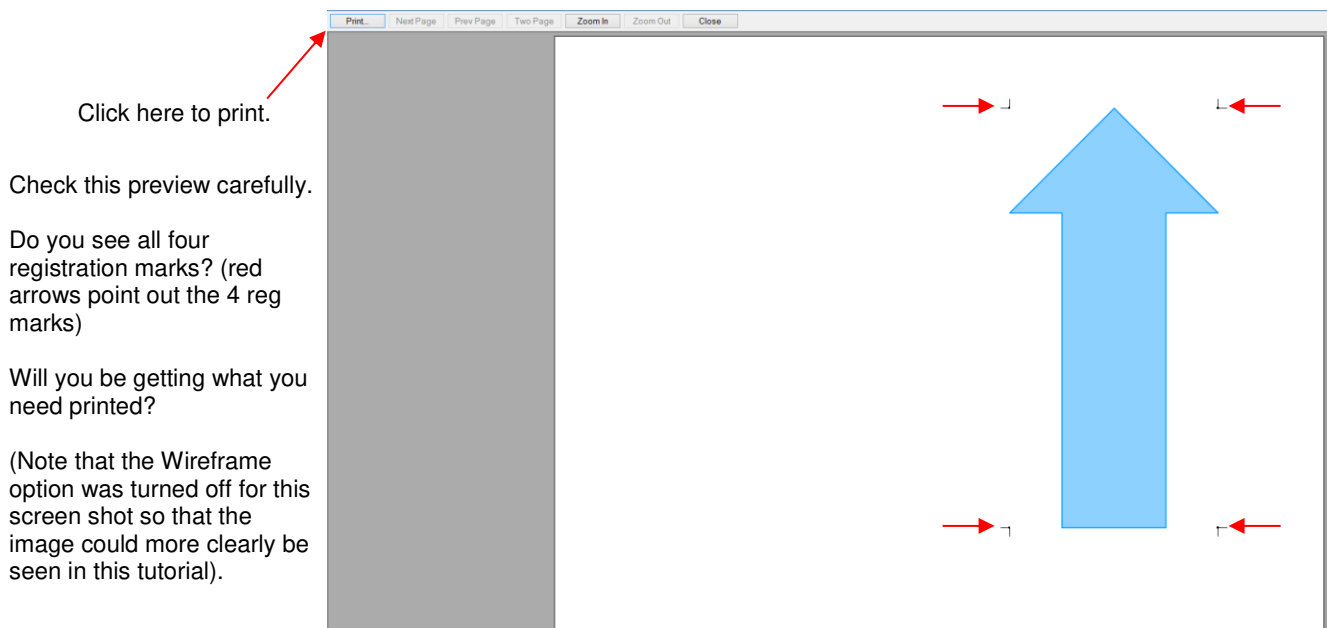 Print... Next Page Prev Page Two Page Zoom In Zoom Out Close
Click here to print.
Check this preview carefully.
Do you see all four
registration marks? (red
arrows point out the 4 reg
marks)
Will you be getting what you
need printed?
(Note that the Wireframe
option was turned off for this
screen shot so that the
image could more clearly be
seen in this tutorial).